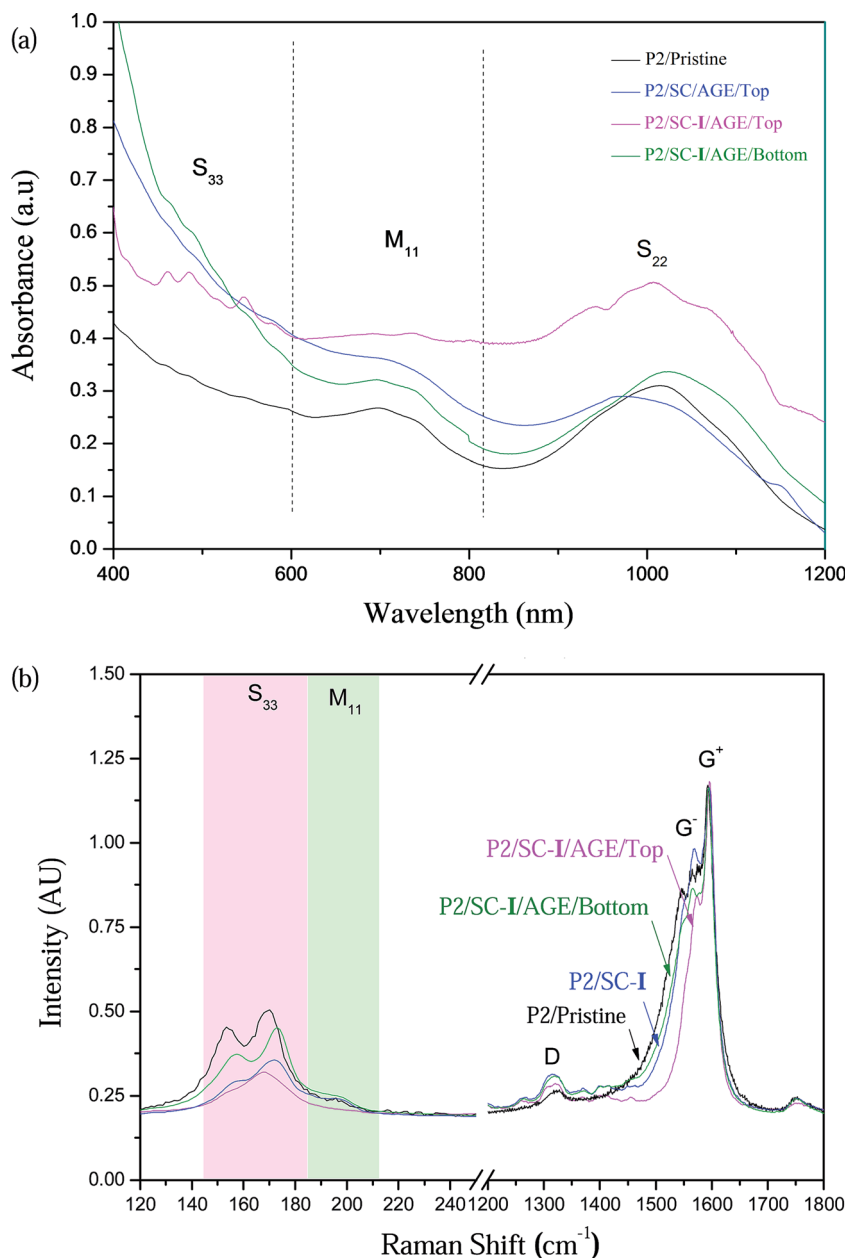 (a)
1.0
0.9
0.8
0.7
0.6
0.5
0.4
0.3
0.2
0.1
0.0
Absorbance (a.u)
P2/Pristine
P2/SC/AGE/Top
P2/SC-I/AGE/Top
P2/SC-I/AGE/Bottom
S33
M11
S22
400 600 800 1000 1200
Wavelength (nm)
(b)
1.50
1.25
1.00
0.75
0.50
0.25
0.00
Intensity (AU)
S33
M11
G+
G-
P2/SC-I/AGE/Top
P2/SC-I/AGE/Bottom
P2/SC-I
P2/Pristine
D
120 140 160 180 200 220 240 1200 1300 1400 1500 1600 1700 1800
Raman Shift (cm-1)